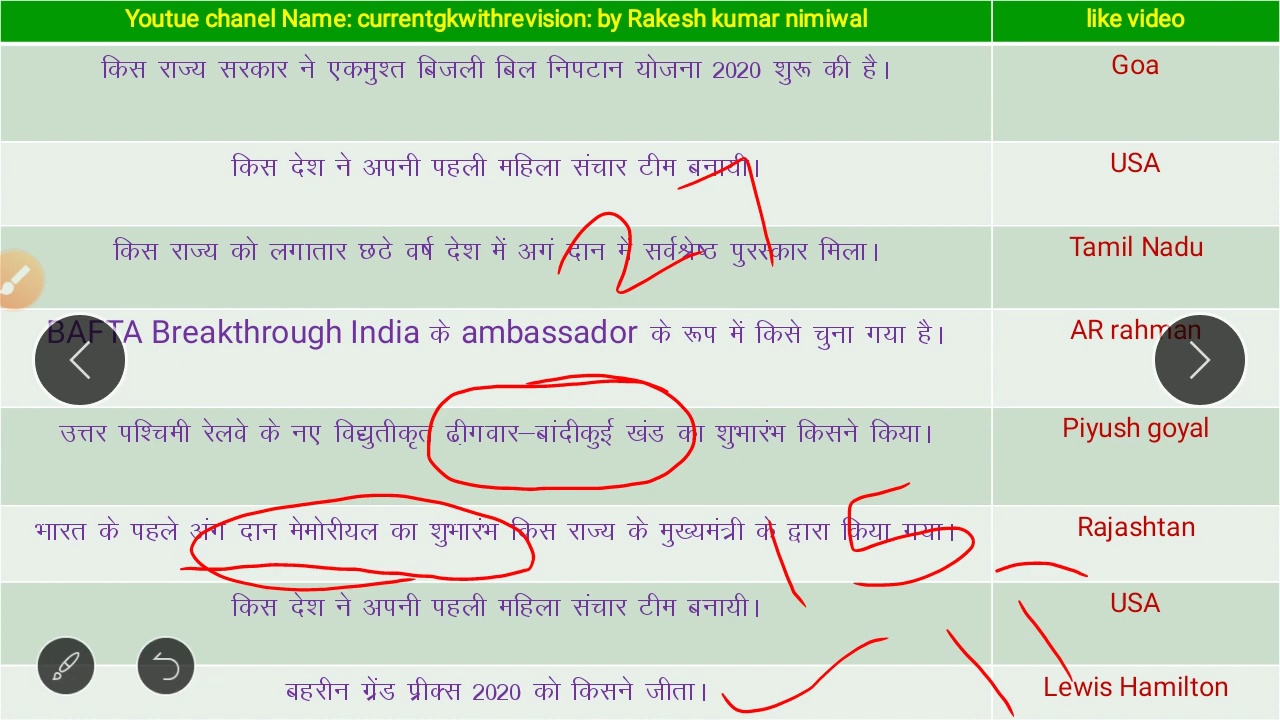 Youtue chanel Name: currentgkwithrevision: by Rakesh kumar nimiwal like video
किस राज्य सरकार ने एकमुश्त बिजली बिल निपटान योजना 2020 शुरू की है। Goa
किस देश ने अपनी पहली महिला संचार टीम बनायी। USA
किस राज्य को लगातार छठे वर्ष देश में अगं दान में सर्वश्रेष्ठ पुरस्कार मिला। Tamil Nadu
BAFTA Breakthrough India के ambassador के रूप में किसे चुना गया है। AR rahman
उत्तर पश्चिमी रेलवे के नए विद्युतीकृत ढ़ीगवार–बांदीकुई खंड का शुभारंभ किसने किया। Piyush goyal
भारत के पहले अंग दान मेमोरीयल का शुभारंभ किस राज्य के मुख्यमंत्री के द्वारा किया गया। Rajashtan
किस देश ने अपनी पहली महिला संचार टीम बनायी। USA
बहरीन ग्रेंड प्रीक्स 2020 को किसने जीता। Lewis Hamilton
27
15